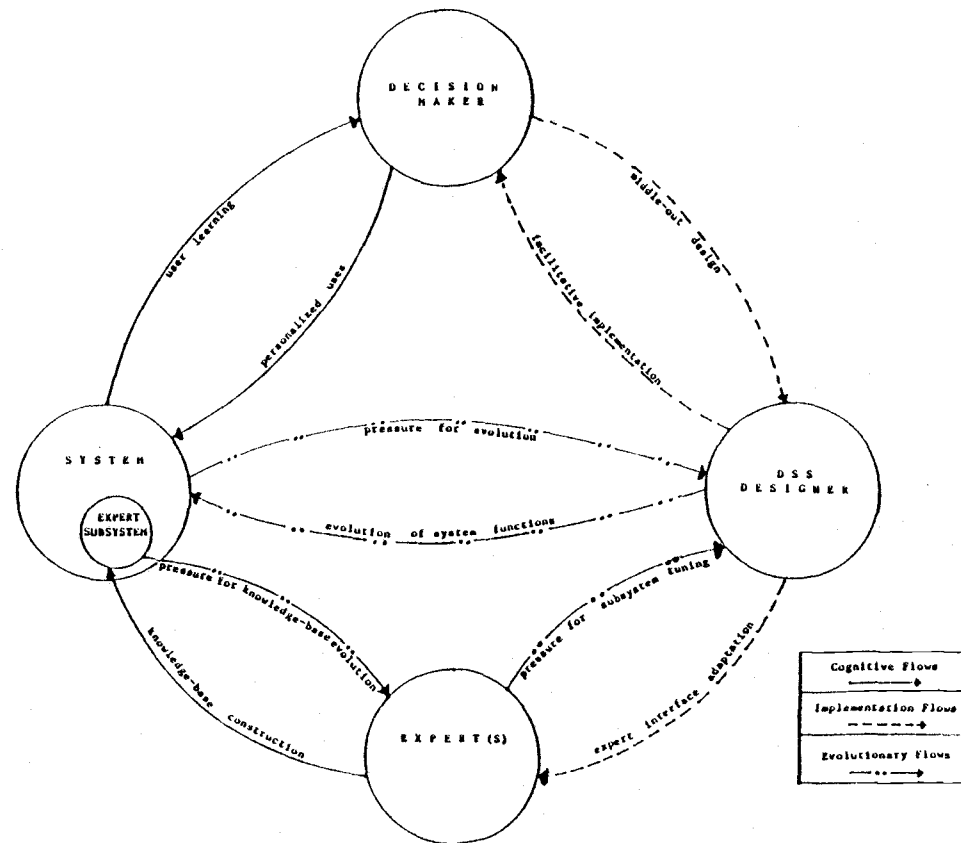 DECISION
MAKER
user learning
personalized uses
middle-out design
facilitative implementation
SYSTEM
EXPERT
SUBSYSTEM
pressure for evolution
evolution of system functions
DSS
DESIGNER
pressure for knowledge-base evolution
knowledge-base construction
pressure for subsystem tuning
expert interface adaptation
EXPERT(S)
Cognitive Flows
Implementation Flows
Evolutionary Flows